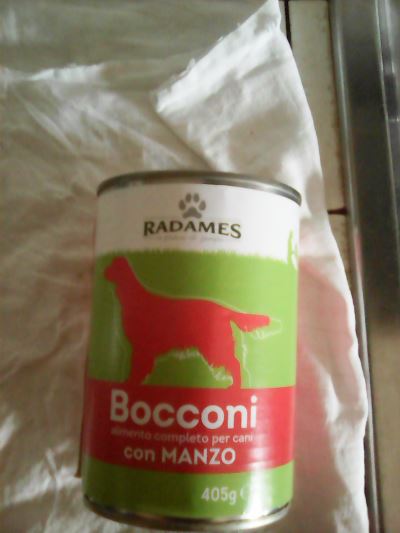 RADAMES
Bocconi
alimento completo per cani
con MANZO
405g